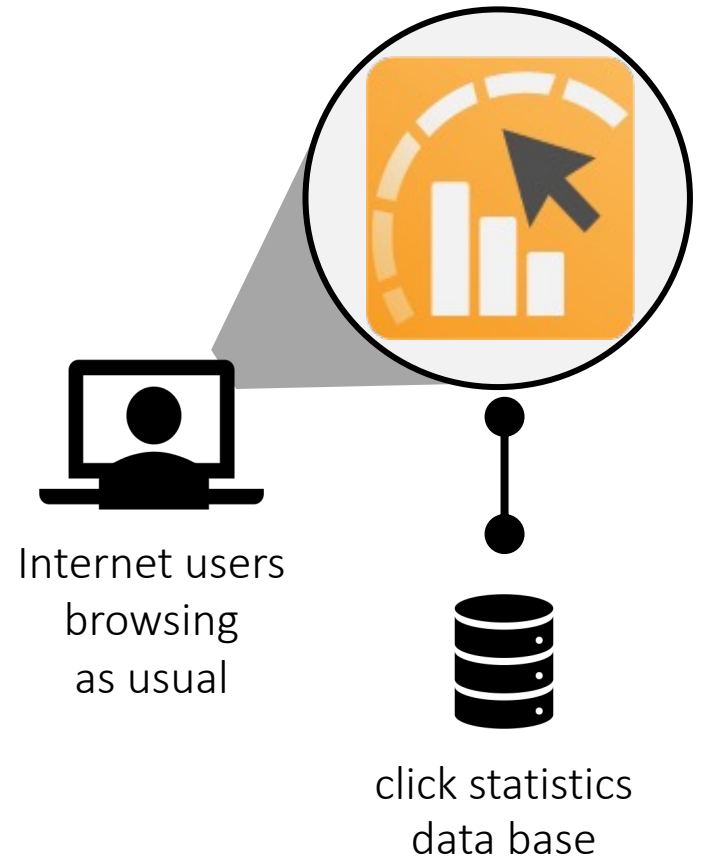 Internet users
browsing
as usual
click statistics
data base